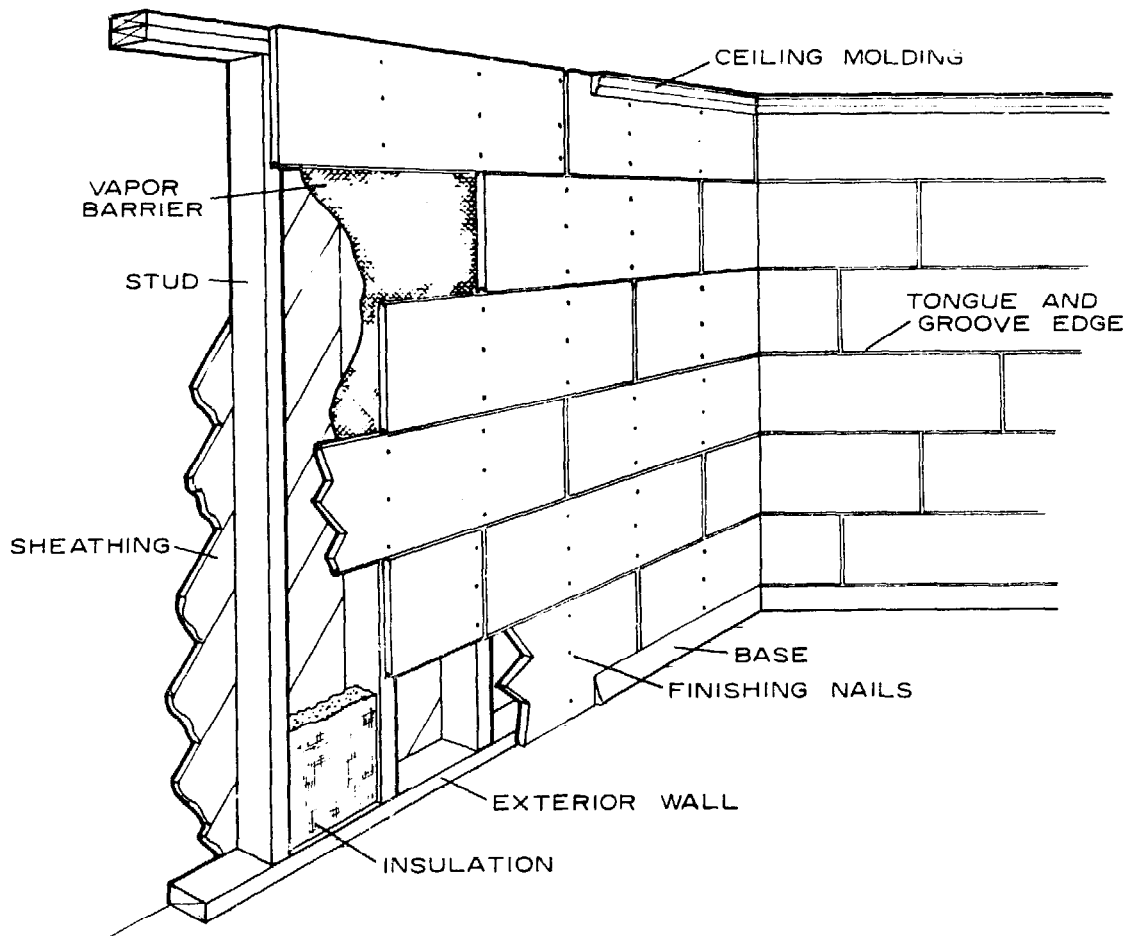 CEILING MOLDING
VAPOR
BARRIER
STUD
TONGUE AND
GROOVE EDGE
SHEATHING
BASE
FINISHING NAILS
EXTERIOR WALL
INSULATION